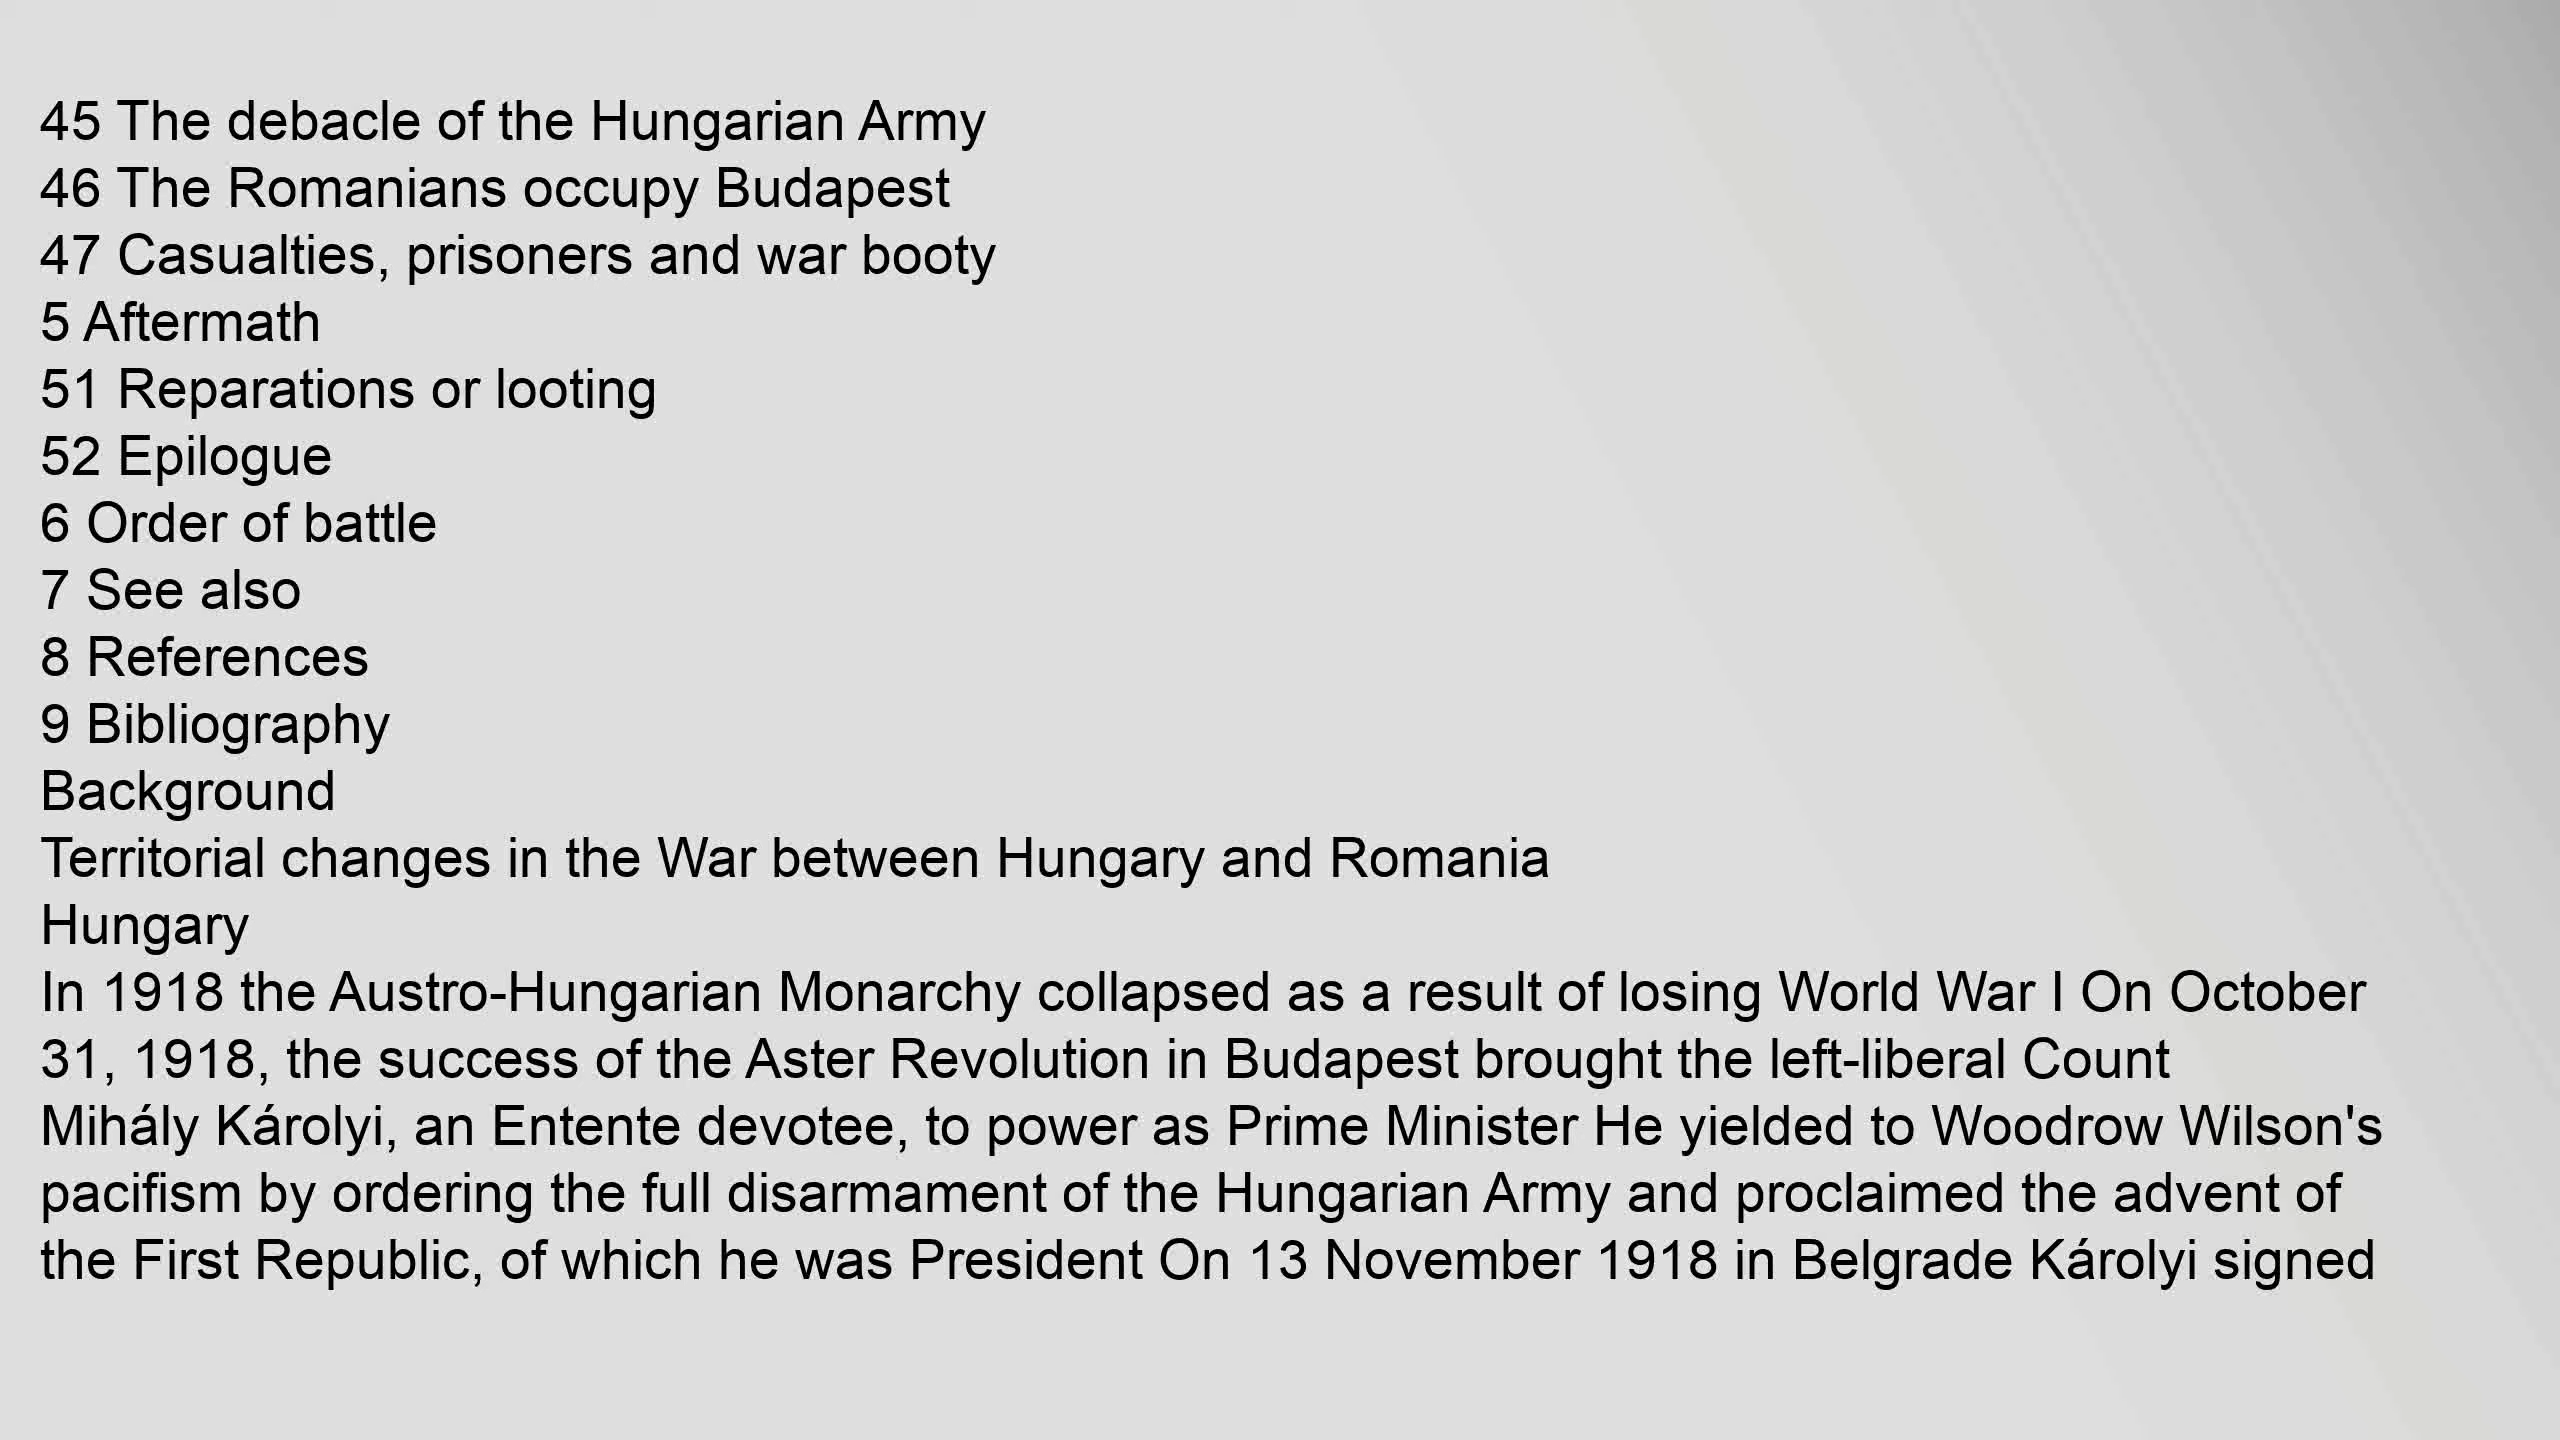 45 The debacle of the Hungarian Army
46 The Romanians occupy Budapest
47 Casualties, prisoners and war booty
5 Aftermath
51 Reparations or looting
52 Epilogue
6 Order of battle
7 See also
8 References
9 Bibliography
Background
Territorial changes in the War between Hungary and Romania
Hungary
In 1918 the Austro-Hungarian Monarchy collapsed as a result of losing World War I On October
31, 1918, the success of the Aster Revolution in Budapest brought the left-liberal Count
Mihály Károlyi, an Entente devotee, to power as Prime Minister He yielded to Woodrow Wilson's
pacifism by ordering the full disarmament of the Hungarian Army and proclaimed the advent of
the First Republic, of which he was President On 13 November 1918 in Belgrade Károlyi signed